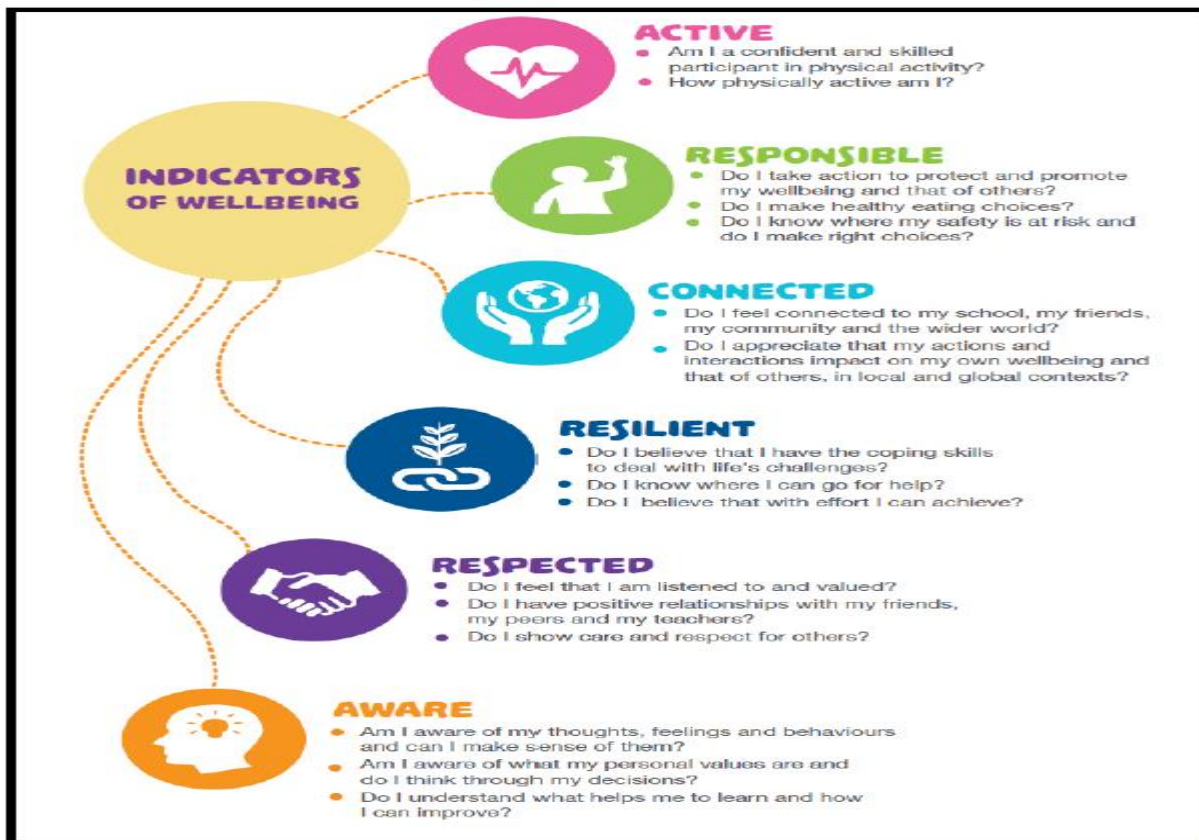 ACTIVE
Am I a confident and skilled
participant in physical activity?
How physically active am I?
INDICATORS
OF WELLBEING
RESPONSIBLE
Do I take action to protect and promote
my wellbeing and that of others?
Do I make healthy eating choices?
Do I know where my safety is at risk and
do I make right choices?
CONNECTED
Do I feel connected to my school, my friends,
my community and the wider world?
Do I appreciate that my actions and
interactions impact on my own wellbeing and
that of others, in local and global contexts?
RESILIENT
Do I believe that I have the coping skills
to deal with life's challenges?
Do I know where I can go for help?
Do I believe that with effort I can achieve?
RESPECTED
Do I feel that I am listened to and valued?
Do I have positive relationships with my friends,
my peers and my teachers?
Do I show care and respect for others?
AWARE
Am I aware of my thoughts, feelings and behaviours
and can I make sense of them?
Am I aware of what my personal values are and
do I think through my decisions?
Do I understand what helps me to learn and how
I can improve?